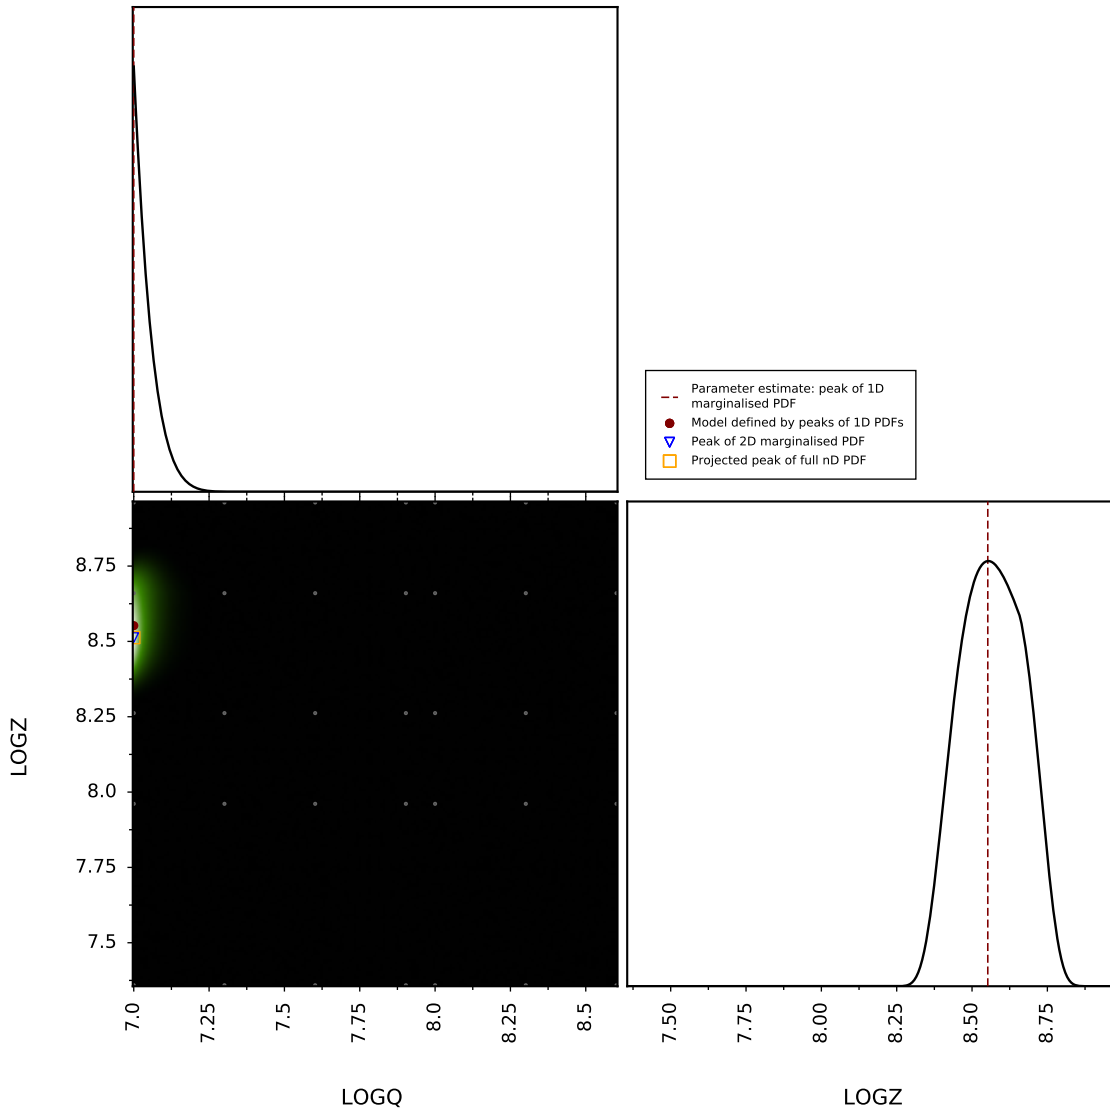 Parameter estimate: peak of 1D
marginalised PDF
Model defined by peaks of 1D PDFs
Peak of 2D marginalised PDF
Projected peak of full nD PDF
8.75
8.5
8.25
8.0
7.75
7.5
LOGZ
7.0
7.25
7.5
7.75
8.0
8.25
8.5
LOGQ
7.50
7.75
8.00
8.25
8.50
8.75
LOGZ